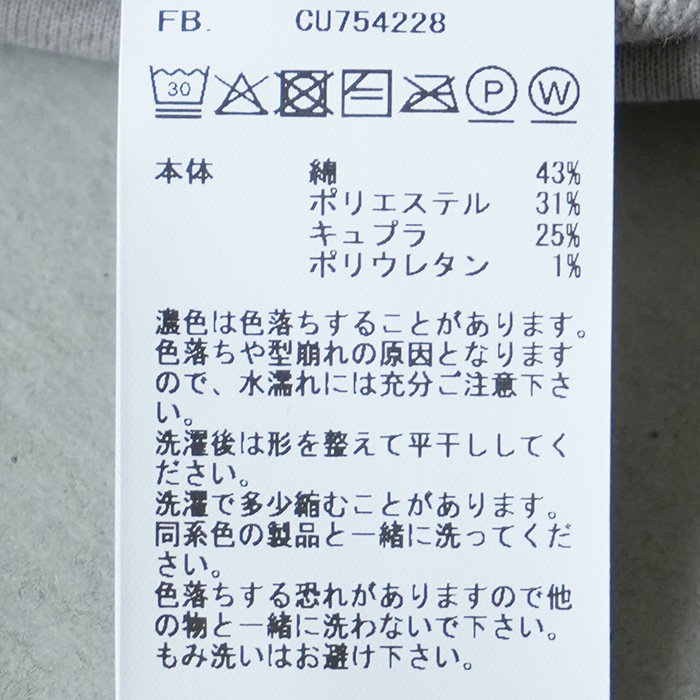 FB. CU754228
30 P W
本体 綿 43%
ポリエステル 31%
キュプラ 25%
ポリウレタン 1%
濃色は色落ちすることがあります。
色落ちや型崩れの原因となります
ので、水濡れには充分ご注意下さ
い。
洗濯後は形を整えて平干ししてく
ださい。
洗濯で多少縮むことがあります。
同系色の製品と一緒に洗ってくだ
さい。
色落ちする恐れがありますので他
の物と一緒に洗わないで下さい。
もみ洗いはお避け下さい。